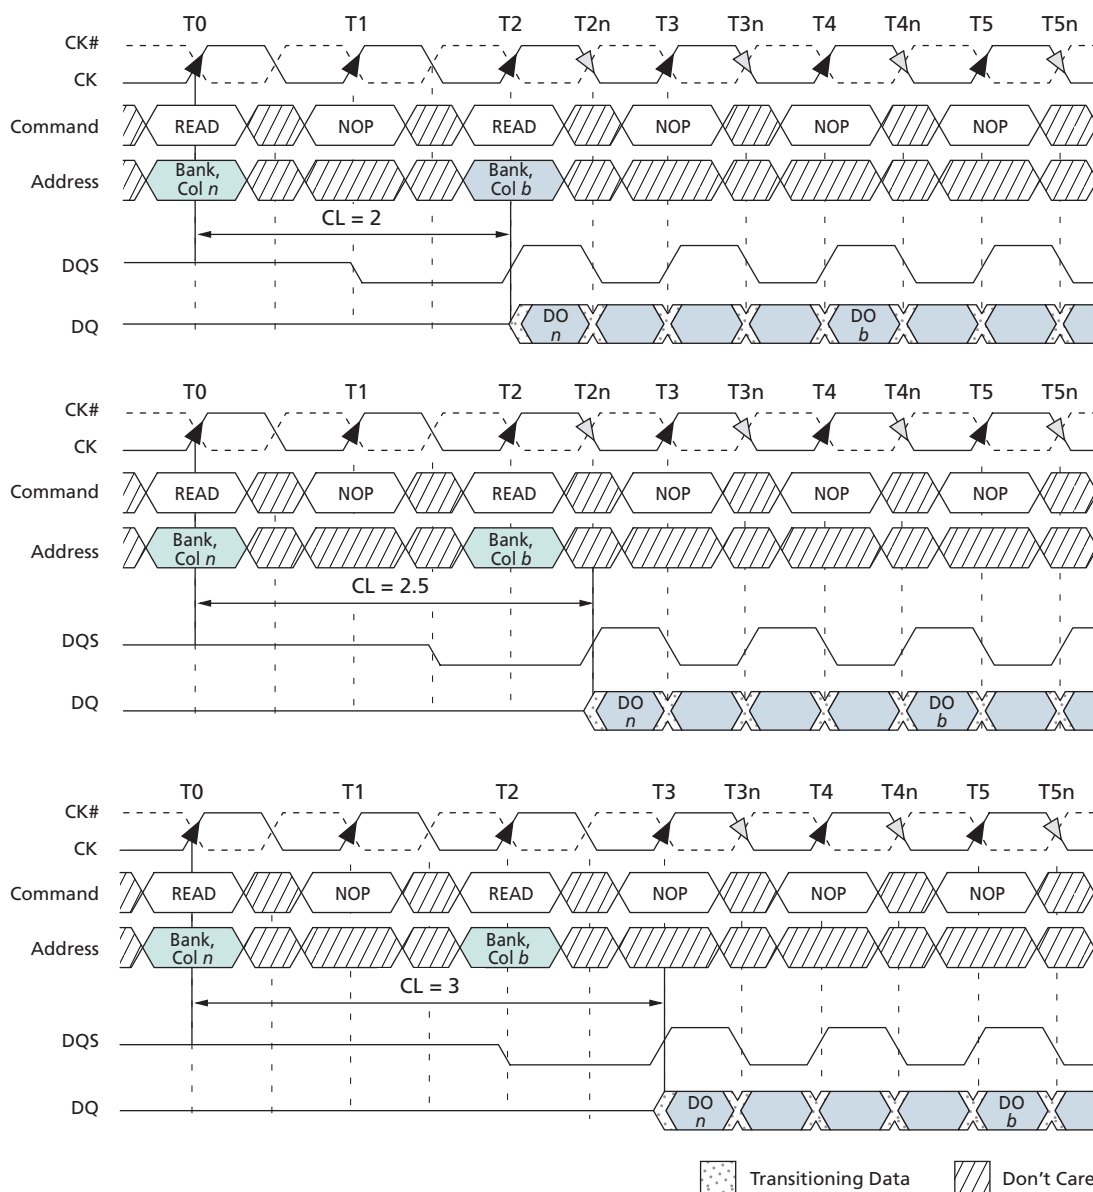 T0 T1 T2 T2n T3 T3n T4 T4n T5 T5n
CK#
CK
Command READ NOP READ NOP NOP NOP
Address Bank, Col n Bank, Col b
CL = 2
DQS
DQ DO n DO b
T0 T1 T2 T2n T3 T3n T4 T4n T5 T5n
CK#
CK
Command READ NOP READ NOP NOP NOP
Address Bank, Col n Bank, Col b
CL = 2.5
DQS
DQ DO n DO b
T0 T1 T2 T3 T3n T4 T4n T5 T5n
CK#
CK
Command READ NOP READ NOP NOP NOP
Address Bank, Col n Bank, Col b
CL = 3
DQS
DQ DO n DO b
Transitioning Data Don't Care